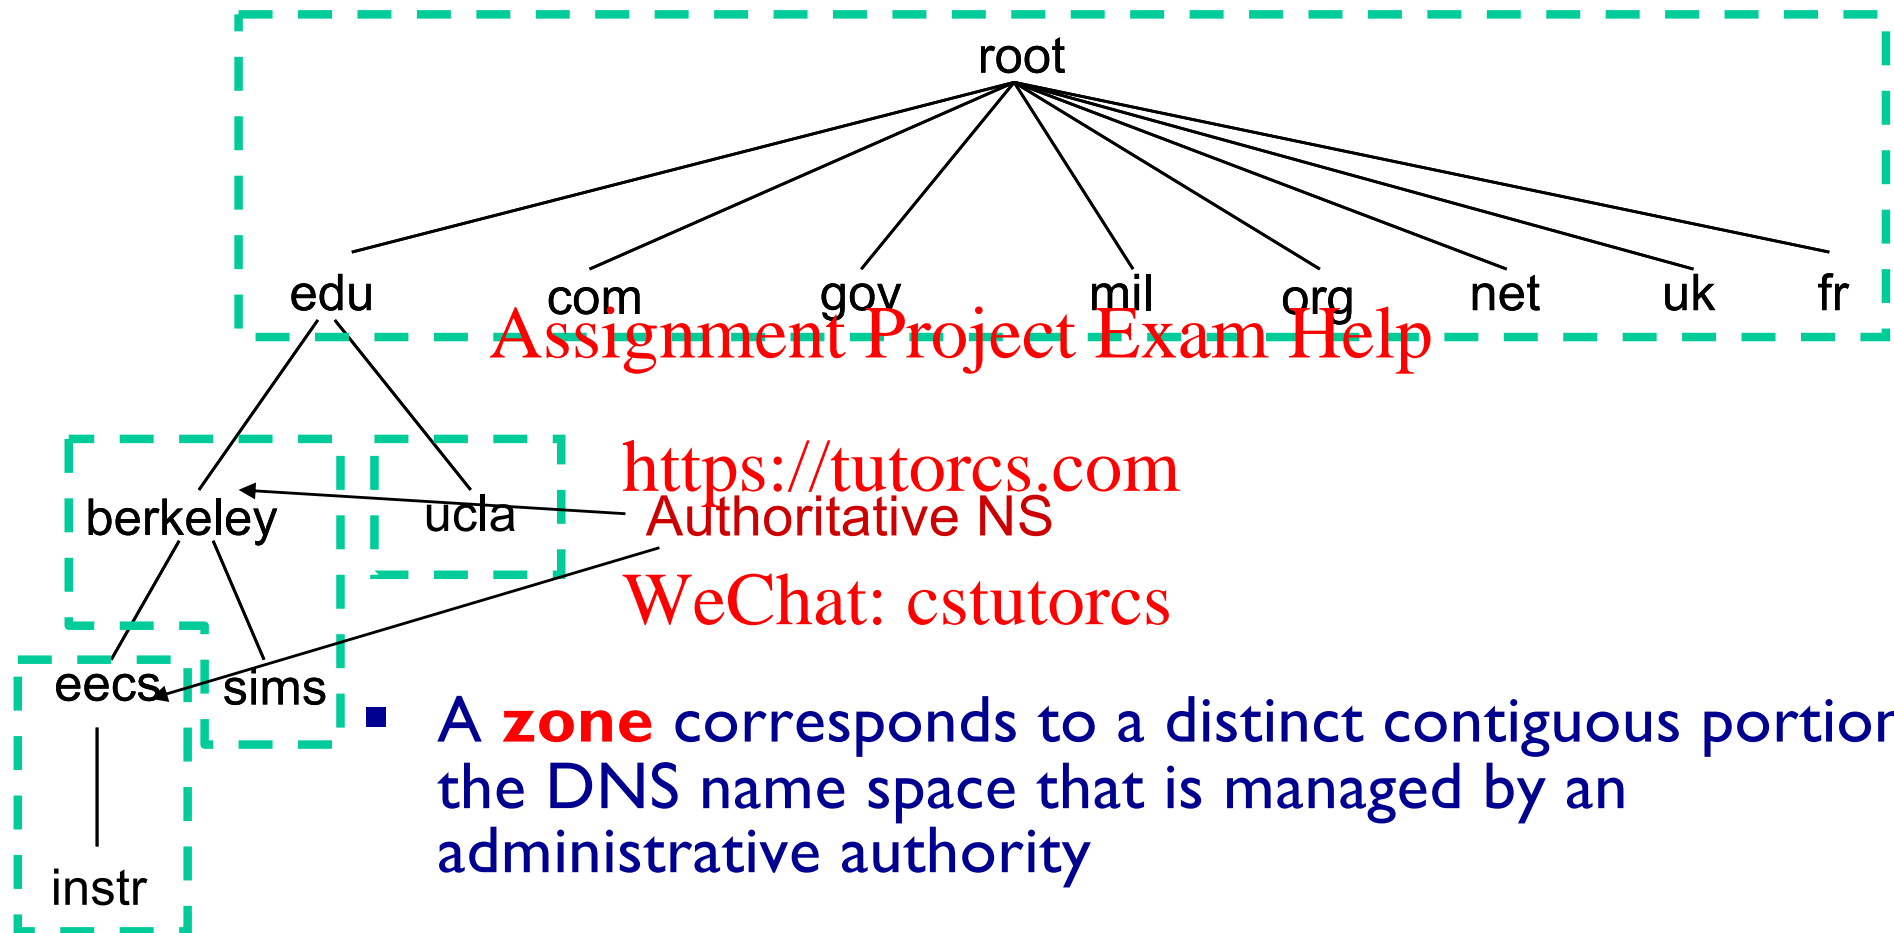 root
edu com gov mil org net uk fr
Assignment Project Exam Help
https://tutorcs.com
berkeley ucla Authoritative NS
WeChat: cstutorcs
eecs sims
▪ A zone corresponds to a distinct contiguous portion
the DNS name space that is managed by an
administrative authority
instr